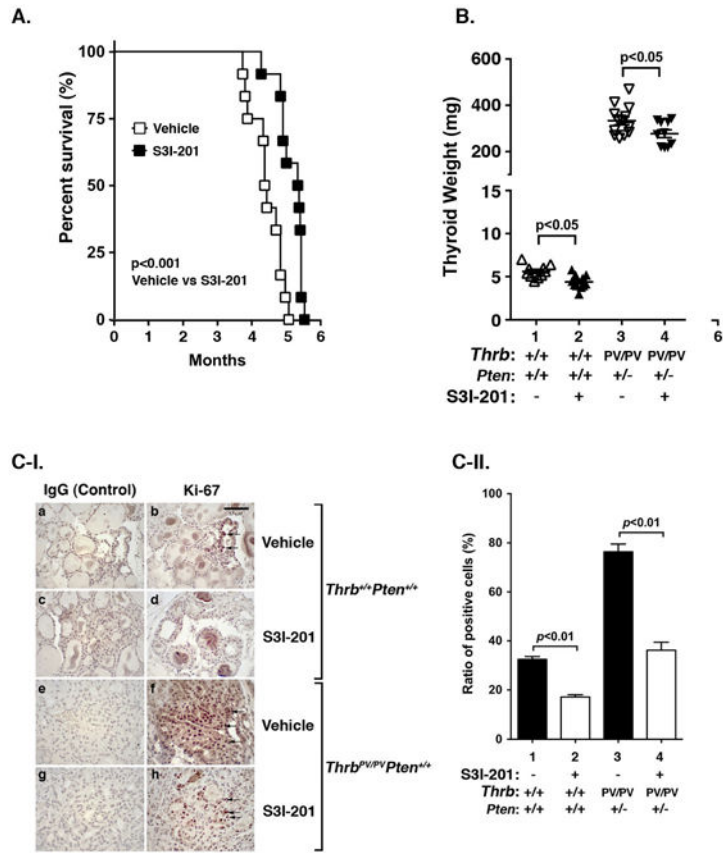 A.
100
75
50
25
0
Percent survival (%)
Vehicle
S3I-201
p<0.001
Vehicle vs S3I-201
0 1 2 3 4 5 6
Months
B.
600
400
200
15
10
5
0
Thyroid Weight (mg)
p<0.05
p<0.05
1 2 3 4 6
Thrb: +/+ +/+ PV/PV PV/PV
Pten: +/+ +/+ +/- +/-
S3I-201: - + - +
C-I.
IgG (Control) Ki-67
a b
Vehicle
c d
S3I-201
Thrb+/+Pten+/+
e f
Vehicle
g h
S3I-201
ThrbPV/PVPten+/+
C-II.
100
80
60
40
20
0
Ratio of positive cells (%)
p<0.01
p<0.01
1 2 3 4
S3I-201: - + - +
Thrb: +/+ +/+ PV/PV PV/PV
Pten: +/+ +/+ +/- +/-